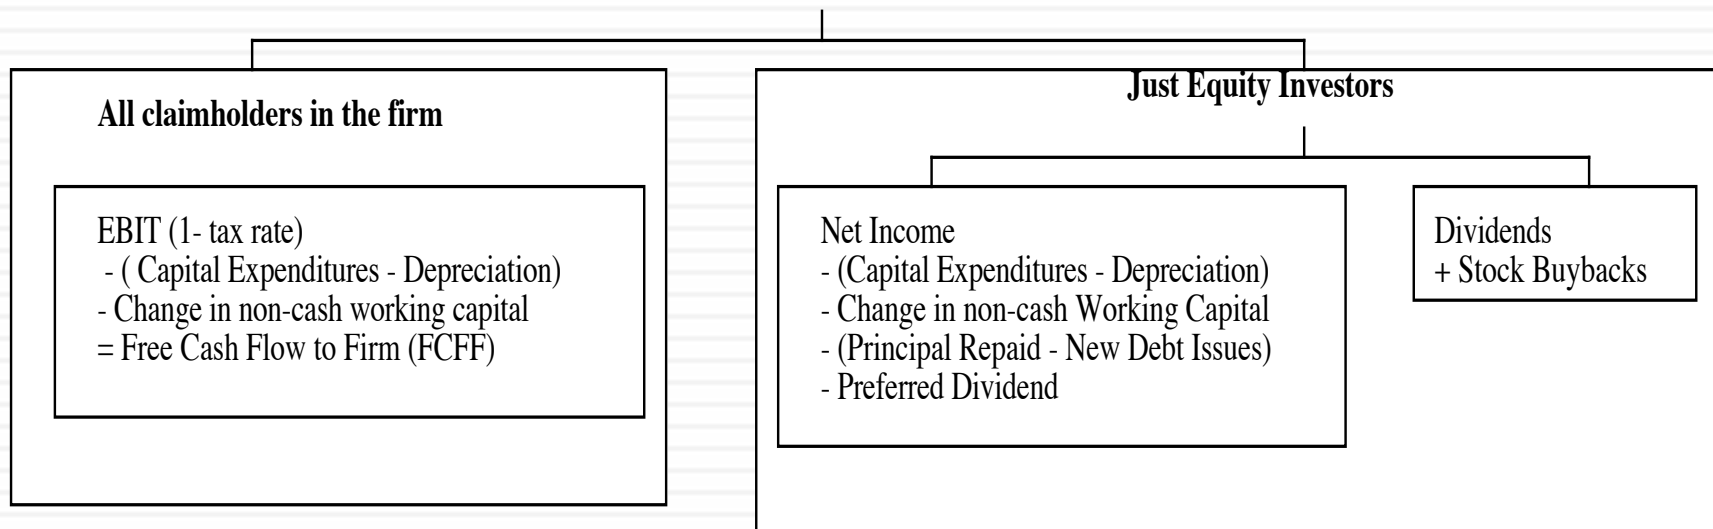 All claimholders in the firm
EBIT (1- tax rate)
- ( Capital Expenditures - Depreciation)
- Change in non-cash working capital
= Free Cash Flow to Firm (FCFF)
Just Equity Investors
Net Income
- (Capital Expenditures - Depreciation)
- Change in non-cash Working Capital
- (Principal Repaid - New Debt Issues)
- Preferred Dividend
Dividends
+ Stock Buybacks